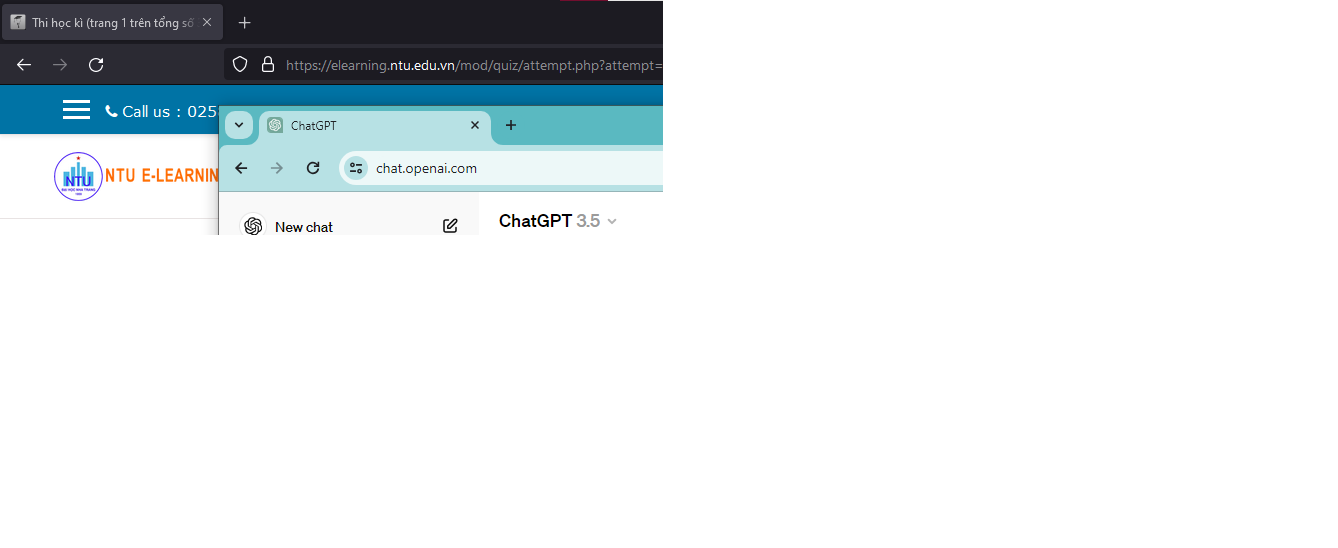 Thi học kì (trang 1 trên tổng số
https://elearning.ntu.edu.vn/mod/quiz/attempt.php?attempt=
Call us : 025
ChatGPT
chat.openai.com
NTU
NTU E-LEARNIN
New chat
ChatGPT 3.5